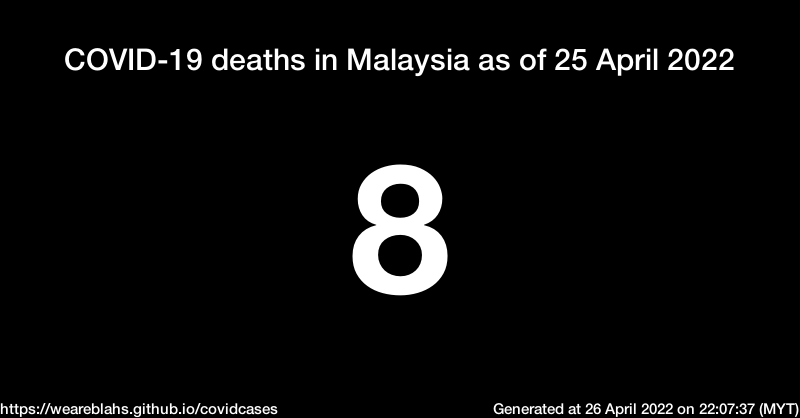 COVID-19 deaths in Malaysia as of 25 April 2022
8
https://weareblahs.github.io/covidcases
Generated at 26 April 2022 on 22:07:37 (MYT)